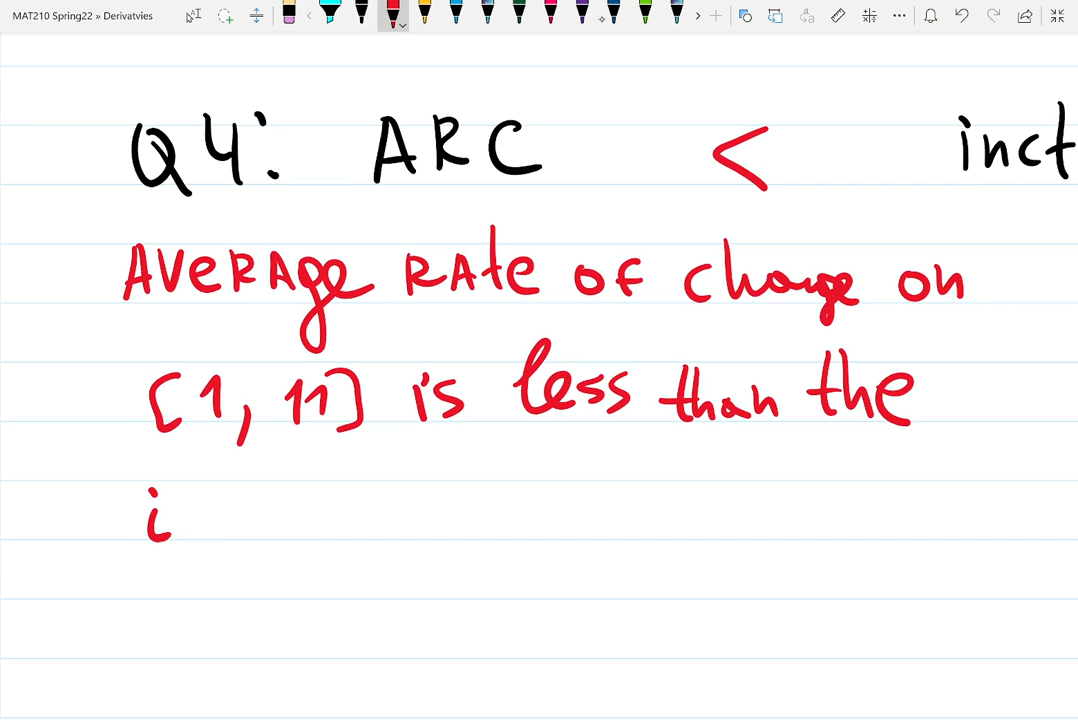 MAT210 Spring22 » Derivatvies
Q4: ARC < inct
AVERAge RAte of change on
[1, 11] is less than the
i